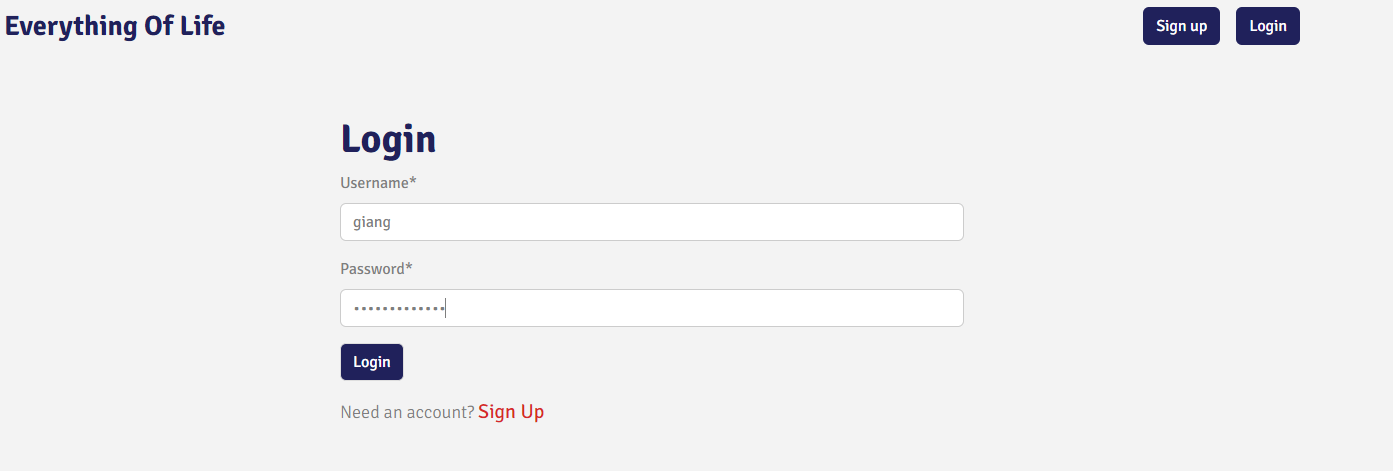 Everything Of Life
Sign up
Login
Login
Username*
giang
Password*
•••••••••••••
Login
Need an account? Sign Up